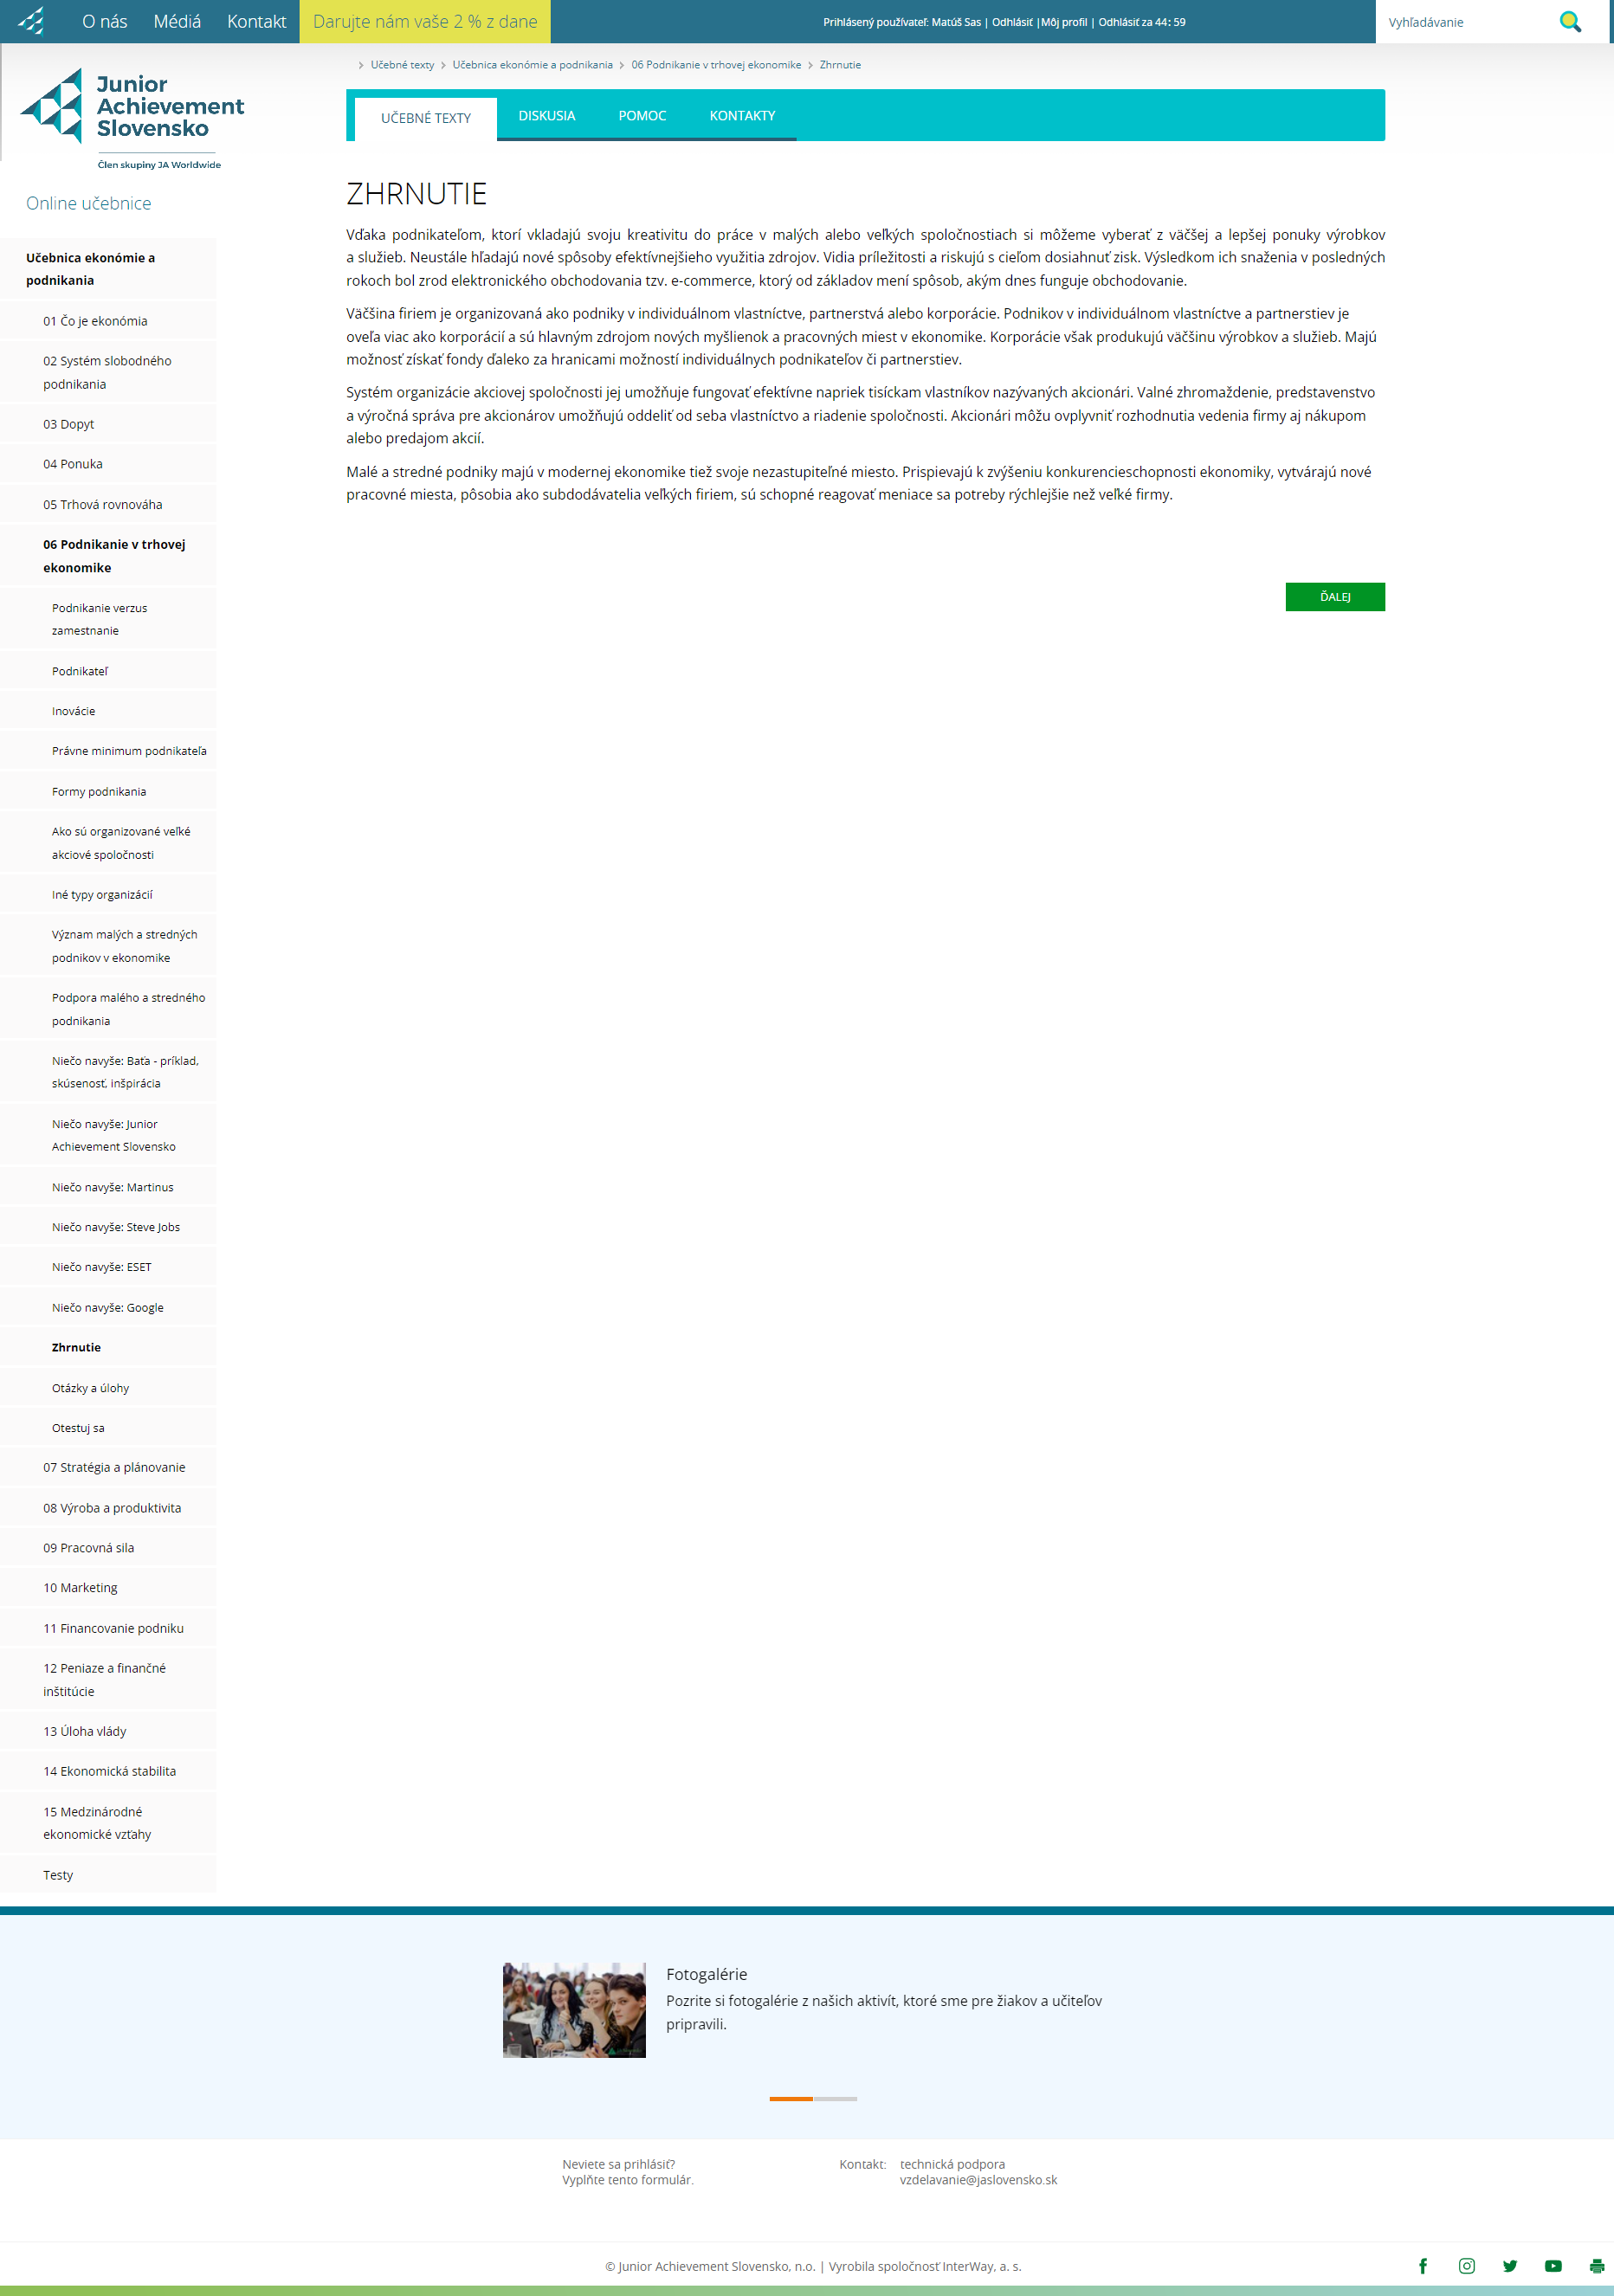 O nás Médiá Kontakt Darujte nám vaše 2 % z dane Prihlásený používateľ: Matúš Sas | Odhlásiť |Môj profil | Odhlásiť za 44: 59 Vyhľadávanie
Učebné texty Učebnica ekonómie a podnikania 06 Podnikanie v trhovej ekonomike Zhrnutie
Junior
Achievement
Slovensko
Člen skupiny JA Worldwide
UČEBNÉ TEXTY DISKUSIA POMOC KONTAKTY
Online učebnice
Učebnica ekonómie a
podnikania
01 Čo je ekonómia
02 Systém slobodného
podnikania
03 Dopyt
04 Ponuka
05 Trhová rovnováha
06 Podnikanie v trhovej
ekonomike
Podnikanie verzus
zamestnanie
Podnikateľ
Inovácie
Právne minimum podnikateľa
Formy podnikania
Ako sú organizované veľké
akciové spoločnosti
Iné typy organizácií
Význam malých a stredných
podnikov v ekonomike
Podpora malého a stredného
podnikania
Niečo navyše: Baťa - príklad,
skúsenosť, inšpirácia
Niečo navyše: Junior
Achievement Slovensko
Niečo navyše: Martinus
Niečo navyše: Steve Jobs
Niečo navyše: ESET
Niečo navyše: Google
Zhrnutie
Otázky a úlohy
Otestuj sa
07 Stratégia a plánovanie
08 Výroba a produktivita
09 Pracovná sila
10 Marketing
11 Financovanie podniku
12 Peniaze a finančné
inštitúcie
13 Úloha vlády
14 Ekonomická stabilita
15 Medzinárodné
ekonomické vzťahy
Testy
ZHRNUTIE
Vďaka podnikateľom, ktorí vkladajú svoju kreativitu do práce v malých alebo veľkých spoločnostiach si môžeme vyberať z väčšej a lepšej ponuky výrobkov
a služieb. Neustále hľadajú nové spôsoby efektívnejšieho využitia zdrojov. Vidia príležitosti a riskujú s cieľom dosiahnuť zisk. Výsledkom ich snaženia v posledných
rokoch bol zrod elektronického obchodovania tzv. e-commerce, ktorý od základov mení spôsob, akým dnes funguje obchodovanie.
Väčšina firiem je organizovaná ako podniky v individuálnom vlastníctve, partnerstvá alebo korporácie. Podnikov v individuálnom vlastníctve a partnerstiev je
oveľa viac ako korporácií a sú hlavným zdrojom nových myšlienok a pracovných miest v ekonomike. Korporácie však produkujú väčšinu výrobkov a služieb. Majú
možnosť získať fondy ďaleko za hranicami možností individuálnych podnikateľov či partnerstiev.
Systém organizácie akciovej spoločnosti jej umožňuje fungovať efektívne napriek tisíckam vlastníkov nazývaných akcionári. Valné zhromaždenie, predstavenstvo
a výročná správa pre akcionárov umožňujú oddeliť od seba vlastníctvo a riadenie spoločnosti. Akcionári môžu ovplyvniť rozhodnutia vedenia firmy aj nákupom
alebo predajom akcií.
Malé a stredné podniky majú v modernej ekonomike tiež svoje nezastupiteľné miesto. Prispievajú k zvýšeniu konkurencieschopnosti ekonomiky, vytvárajú nové
pracovné miesta, pôsobia ako subdodávatelia veľkých firiem, sú schopné reagovať meniace sa potreby rýchlejšie než veľké firmy.
ĎALEJ
Fotogalérie
Pozrite si fotogalérie z našich aktivít, ktoré sme pre žiakov a učiteľov
pripravili.
Neviete sa prihlásiť?
Vyplňte tento formulár.
Kontakt: technická podpora
vzdelavanie@jaslovensko.sk
© Junior Achievement Slovensko, n.o. | Vyrobila spoločnosť InterWay, a. s.